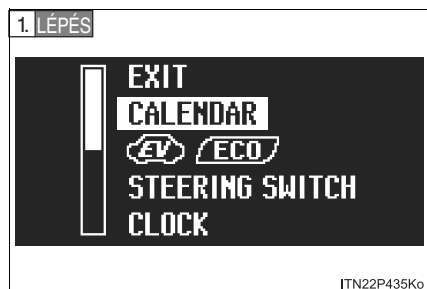 1. LÉPÉS
EXIT
CALENDAR
EV ECO
STEERING SWITCH
CLOCK
ITN22P435Ko